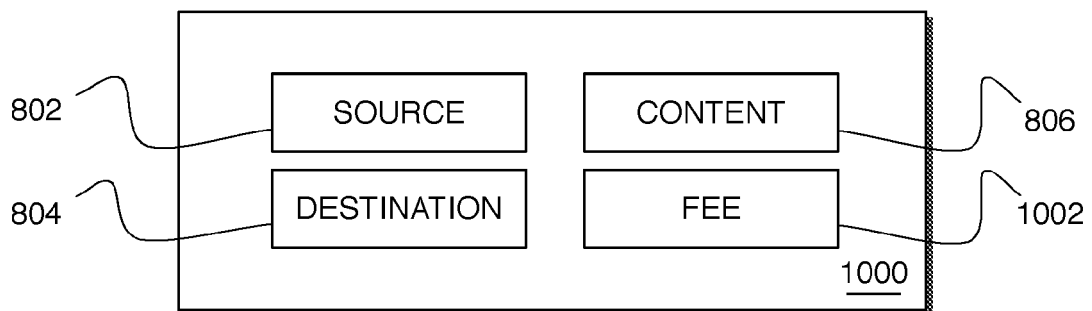 802 SOURCE CONTENT 806
804 DESTINATION FEE 1002
1000